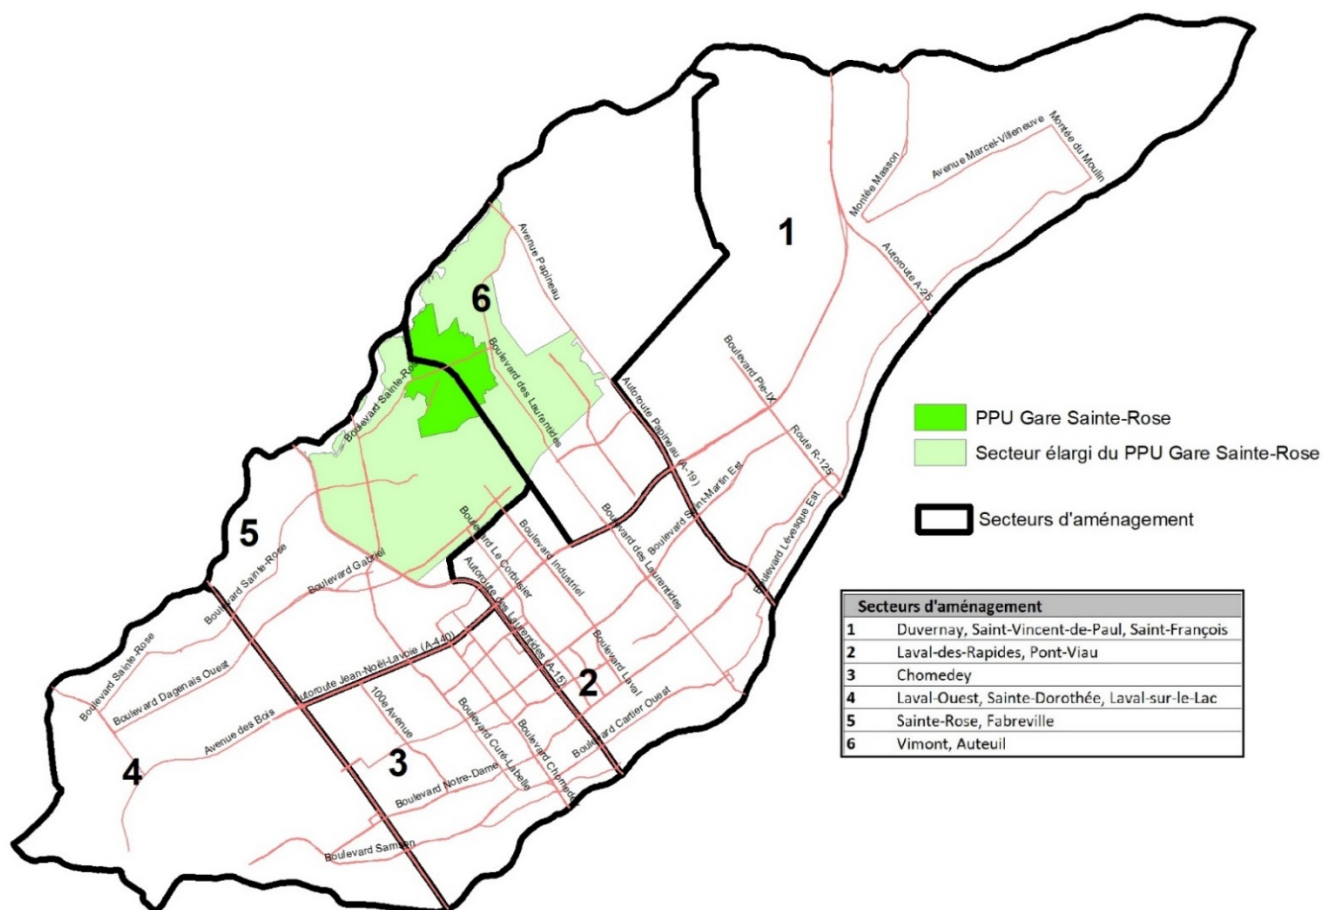 1
Montée Masson
Avenue Marcel-Villeneuve
Montée du Moulin
Autoroute A-25
Avenue Papineau
6
Boulevard des Laurentides
Boulevard Sainte-Ros
Boulevard Pie-IX
Autoroute Papineau (A-19)
Route R-125
Boulevard Saint-Martin Est
Boulevard Lévesque Est
PPU Gare Sainte-Rose
Secteur élargi du PPU Gare Sainte-Rose
Secteurs d'aménagement
5
Boulevard Sainte-Rose
Boulevard Gabriel
Boulevard Le Corbusier
Boulevard Industriel
Boulevard des Laurentides
Autoroute des Laurentides (A-15)
Autoroute Jean-Noël-Lavoie (A-440)
Boulevard Laval
2
Boulevard Sainte-Rose
Boulevard Dagenais Ouest
Avenue des Bois
100e Avenue
4
3
Boulevard Curé-Labelle
Boulevard Chomedey
Boulevard Cartier Ouest
Boulevard Notre-Dame
Boulevard Samson
Secteurs d'aménagement
1 Duvernay, Saint-Vincent-de-Paul, Saint-François
2 Laval-des-Rapides, Pont-Viau
3 Chomedey
4 Laval-Ouest, Sainte-Dorothée, Laval-sur-le-Lac
5 Sainte-Rose, Fabreville
6 Vimont, Auteuil